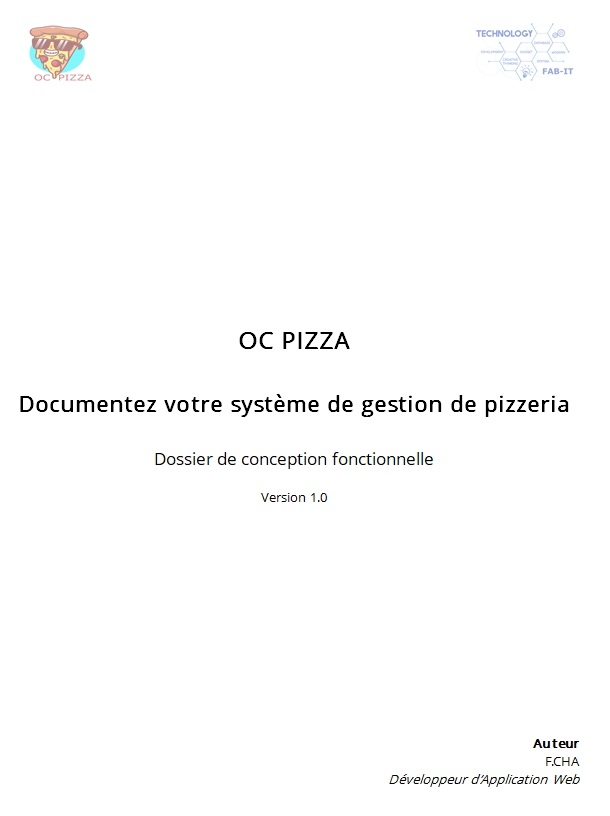 OC PIZZA
TECHNOLOGY
FAB-IT
OC PIZZA
Documentez votre système de gestion de pizzeria
Dossier de conception fonctionnelle
Version 1.0
Auteur
F.CHA
Développeur d'Application Web